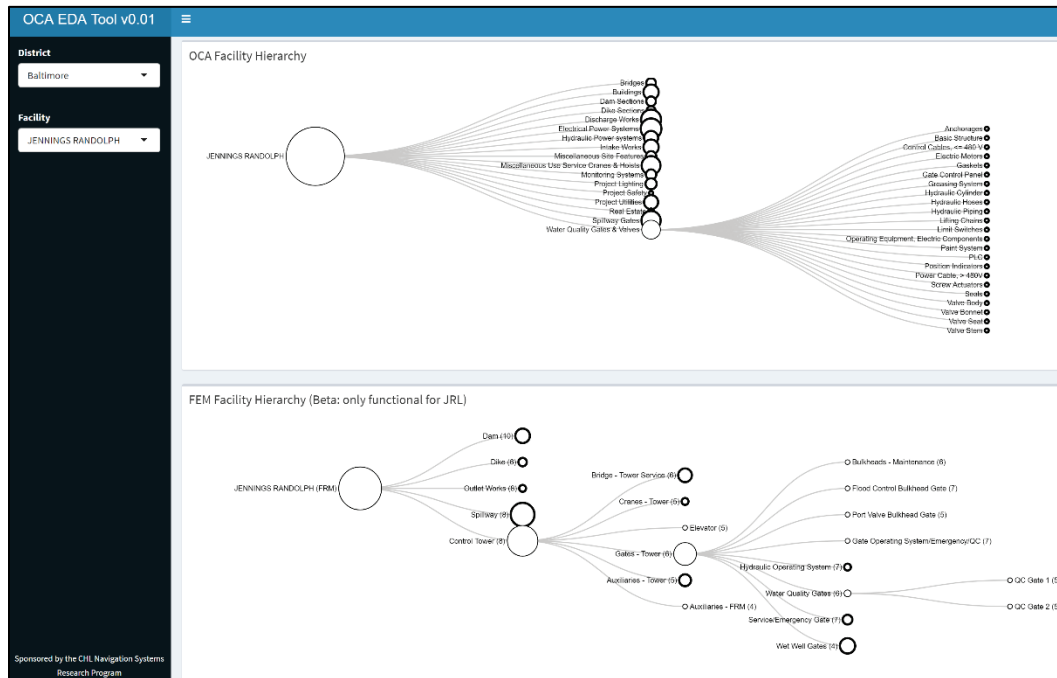 OCA EDA Tool v0.01
District
Baltimore
Facility
JENNINGS RANDOLPH
Sponsored by the CHL Navigation Systems
Research Program
OCA Facility Hierarchy
JENNINGS RANDOLPH
Bridges
Buildings
Dam Sections
Dike Sections
Discharge Works
Electrical Power Systems
Hydraulic Power systems
Intake Works
Miscellaneous Site Features
Miscellaneous Use Service Cranes & Hoists
Monitoring Systems
Project Lighting
Project Safety
Project Utilities
Real Estate
Spillway Gates
Water Quality Gates & Valves
Anchorages
Basic Structure
Control Cables, <= 480 V
Electric Motors
Gaskets
Gate Control Panel
Greasing System
Hydraulic Cylinder
Hydraulic Hoses
Hydraulic Piping
Lifting Chains
Limit Switches
Operating Equipment, Electric Components
Paint System
PLC
Position Indicators
Power Cable, > 480V
Screw Actuators
Seals
Valve Body
Valve Bonnet
Valve Seat
Valve Stem
FEM Facility Hierarchy (Beta: only functional for JRL)
JENNINGS RANDOLPH (FRM)
Dam (10)
Dike (6)
Outlet Works (8)
Spillway (8)
Control Tower (8)
Bridge - Tower Service (6)
Cranes - Tower (5)
Elevator (5)
Gates - Tower (6)
Auxiliaries - Tower (5)
Auxiliaries - FRM (4)
Bulkheads - Maintenance (6)
Flood Control Bulkhead Gate (7)
Port Valve Bulkhead Gate (5)
Gate Operating System/Emergency/QC (7)
Hydraulic Operating System (7)
Water Quality Gates (6)
Service/Emergency Gate (7)
Wet Well Gates (4)
QC Gate 1 (5
QC Gate 2 (5